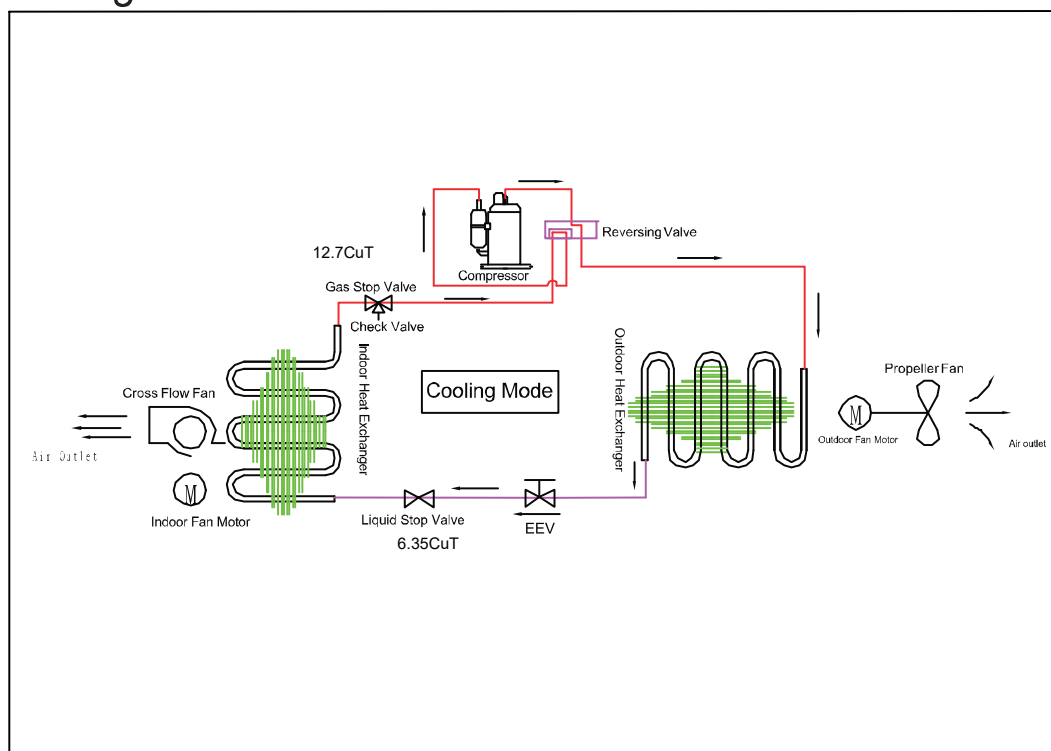 Reversing Valve
12.7CuT
Compressor
Gas Stop Valve
Check Valve
Indoor Heat Exchanger
Outdoor Heat Exchanger
Cooling Mode
Propeller Fan
Cross Flow Fan
M
Outdoor Fan Motor
Air outlet
Air Outlet
M
Indoor Fan Motor
Liquid Stop Valve
EEV
6.35CuT